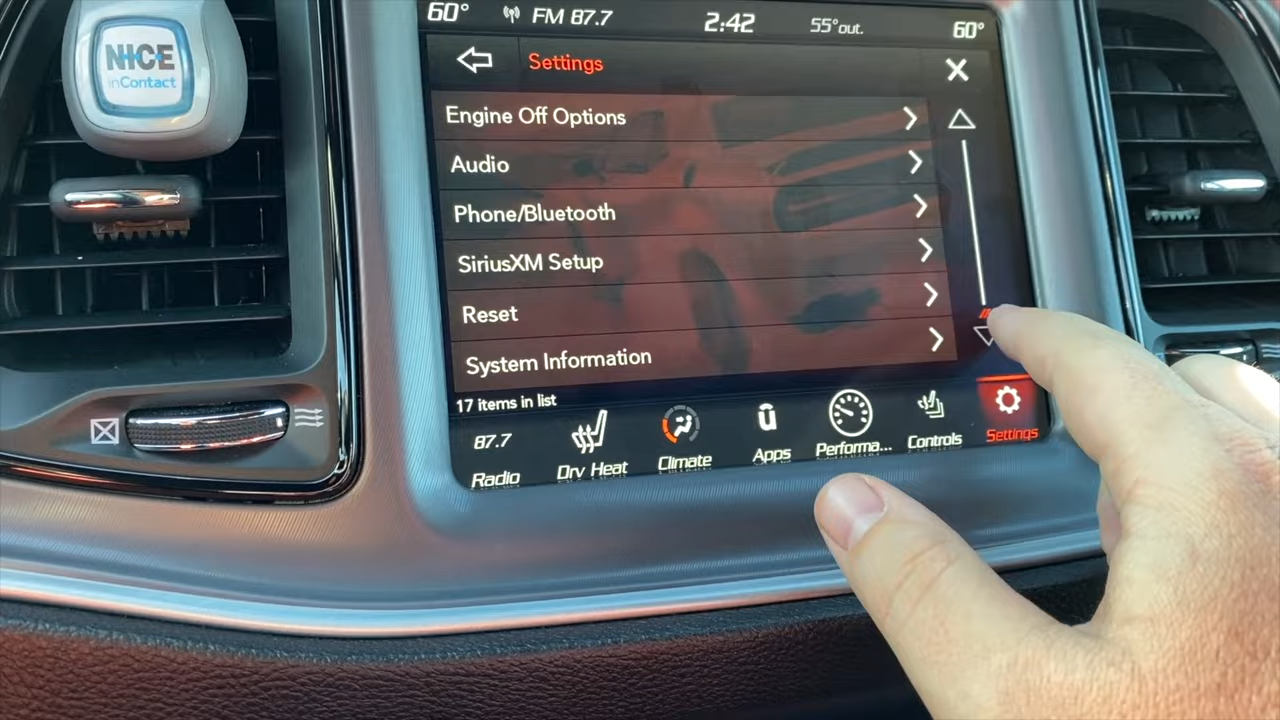 NICE
inContact
60° FM 87.7 2:42 55°out. 60°
Settings
Engine Off Options
Audio
Phone/Bluetooth
SiriusXM Setup
Reset
System Information
17 items in list
87.7
Radio Drv Heat Climate Apps Performa... Controls Settings